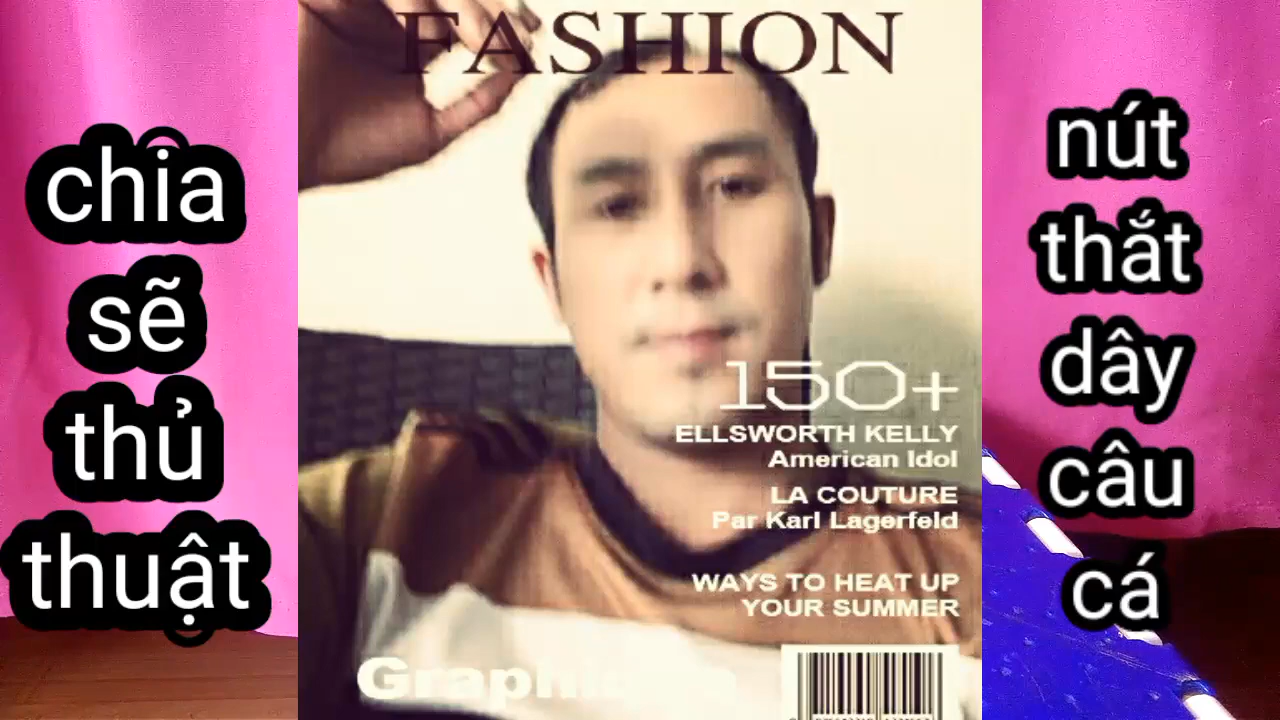 chia
sẽ
thủ
thuật
FASHION
150+
ELLSWORTH KELLY
American Idol
LA COUTURE
Par Karl Lagerfeld
WAYS TO HEAT UP
YOUR SUMMER
nút
thắt
dây
câu
cá